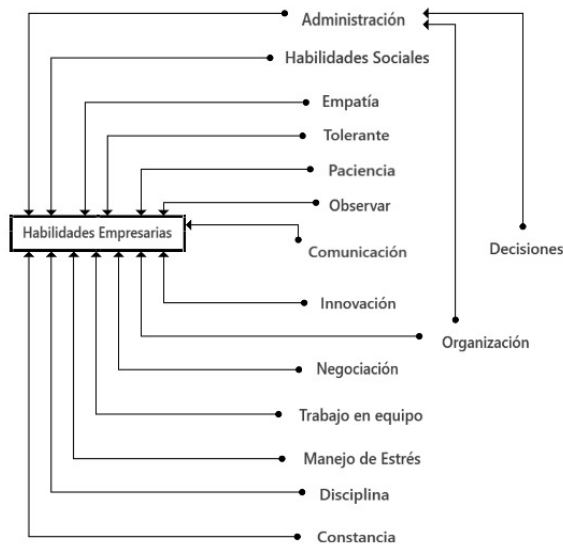 Administración
Habilidades Sociales
Empatía
Tolerante
Paciencia
Observar
Habilidades Empresarias
Comunicación
Decisiones
Innovación
Organización
Negociación
Trabajo en equipo
Manejo de Estrés
Disciplina
Constancia